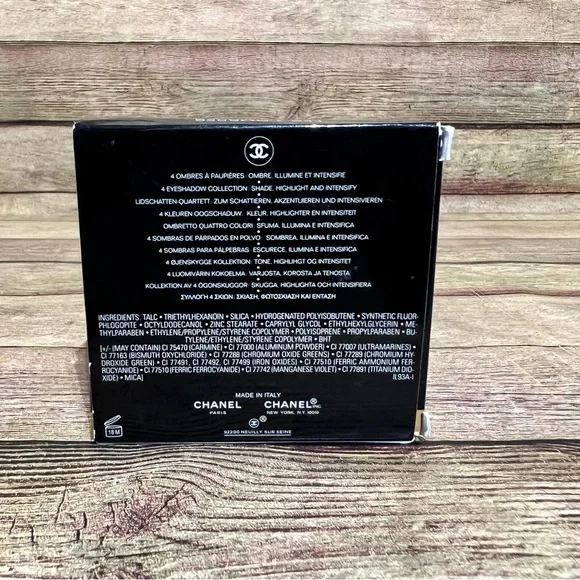 4 OMBRES À PAUPIÈRES OMBRE. ILLUMINE ET INTENSIFIE
4 EYESHADOW COLLECTION SHADE. HIGHLIGHT AND INTENSIFY
LIDSCHATTEN-QUARTETT: ZUM SCHATTIEREN, AKZENTUIEREN UND INTENSIVIEREN
4 KLEUREN OOGSCHADUW. KLEUR. HIGHLIGHTER EN INTENSITEIT
OMBRETTO QUATTRO COLORI. SFUMA. ILLUMINA E INTENSIFICA
4 SOMBRAS DE PÁRPADOS EN POLVO SOMBREA. ILUMINA E INTENSIFICA
4 SOMBRAS PARA PÁLPEBRAS ESCURECE. ILUMINA E INTENSIFICA
4 ØJENSKYGGE KOLLEKTION TONE. HIGHLIGHT OG INTENSITET
4 LUOMIVÄRIN KOKOELMA VARJOSTA, KOROSTA JA TEHOSTA
KOLLEKTION AV 4 ÖGONSKUGGOR SKUGGA. HIGHLIGHTA OCH INTENSIFIERA
ΣΥΛΛΟΓΗ 4 ΣΚΙΩΝ: ΣΚΙΑΣΗ, ΦΩΤΟΣΚΙΑΣΗ ΚΑΙ ΕΝΤΑΣΗ
INGREDIENTS: TALC • TRIETHYLHEXANOIN • SILICA • HYDROGENATED POLYISOBUTENE • SYNTHETIC FLUOR-
PHLOGOPITE • OCTYLDODECANOL • ZINC STEARATE • CAPRYLYL GLYCOL • ETHYLHEXYLGLYCERIN • ME-
THYLPARABEN • ETHYLENE/PROPYLENE/STYRENE COPOLYMER • POLYISOPRENE • PROPYLPARABEN • BU-
TYLENE/ETHYLENE/STYRENE COPOLYMER • BHT
[+/- (MAY CONTAIN) CI 75470 (CARMINE) • CI 77000 (ALUMINUM POWDER) • CI 77007 (ULTRAMARINES) •
CI 77163 (BISMUTH OXYCHLORIDE) • CI 77288 (CHROMIUM OXIDE GREENS) • CI 77289 (CHROMIUM HY-
DROXIDE GREEN) • CI 77491, CI 77492, CI 77499 (IRON OXIDES) • CI 77510 (FERRIC AMMONIUM FER-
ROCYANIDE) • CI 77510 (FERRIC FERROCYANIDE) • CI 77742 (MANGANESE VIOLET) • CI 77891 (TITANIUM DIO-
XIDE) • MICA] IL93A-I
MADE IN ITALY
CHANEL CHANEL® INC
PARIS NEW YORK, N.Y. 10019
®
92200 NEUILLY SUR SEINE
18 M